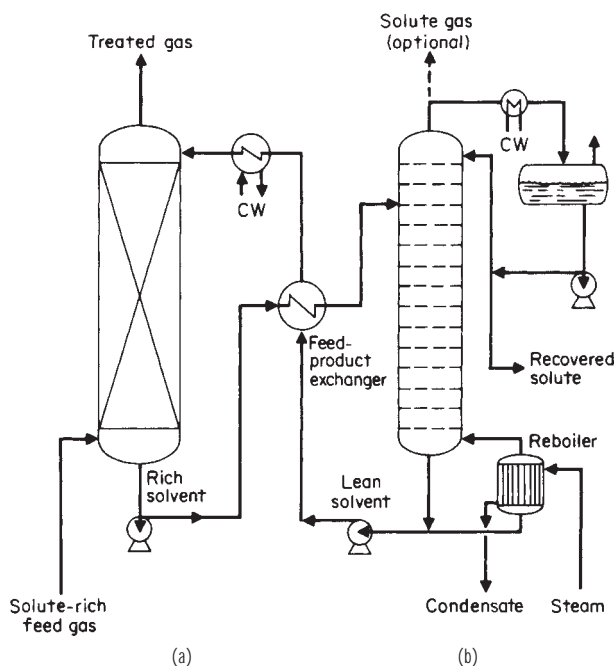 Treated gas
Solute gas
(optional)
CW
CW
Feed-
product
exchanger
Recovered
solute
Rich
solvent
Lean
solvent
Reboiler
Solute-rich
feed gas
Condensate
Steam
(a)
(b)